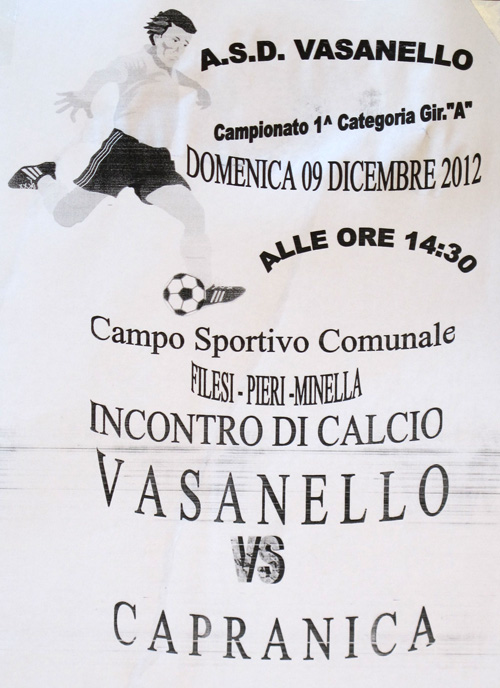 A.S.D. VASANELLO
Campionato 1^ Categoria Gir."A"
DOMENICA 09 DICEMBRE 2012
ALLE ORE 14:30
Campo Sportivo Comunale
FILESI - PIERI -MINELLA
INCONTRO DI CALCIO
VASANELLO
VS
CAPRANICA